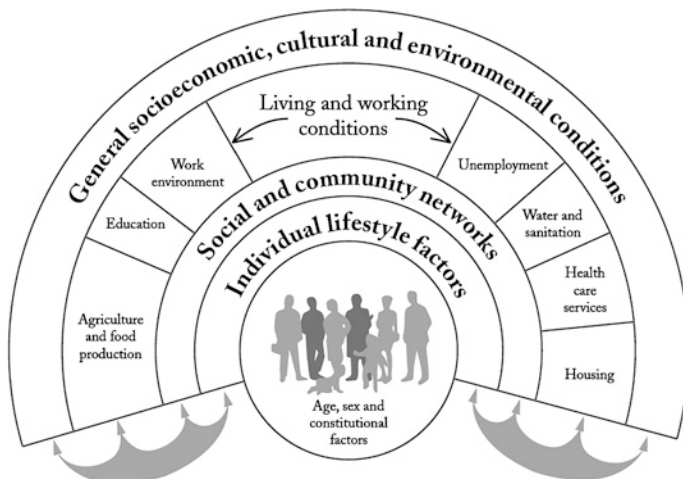 General socioeconomic, cultural and environmental conditions
Living and working
conditions
Work
environment
Unemployment
Education
Water and
sanitation
Social and community networks
Individual lifestyle factors
Agriculture
and food
production
Health
care
services
Housing
Age, sex and
constitutional
factors